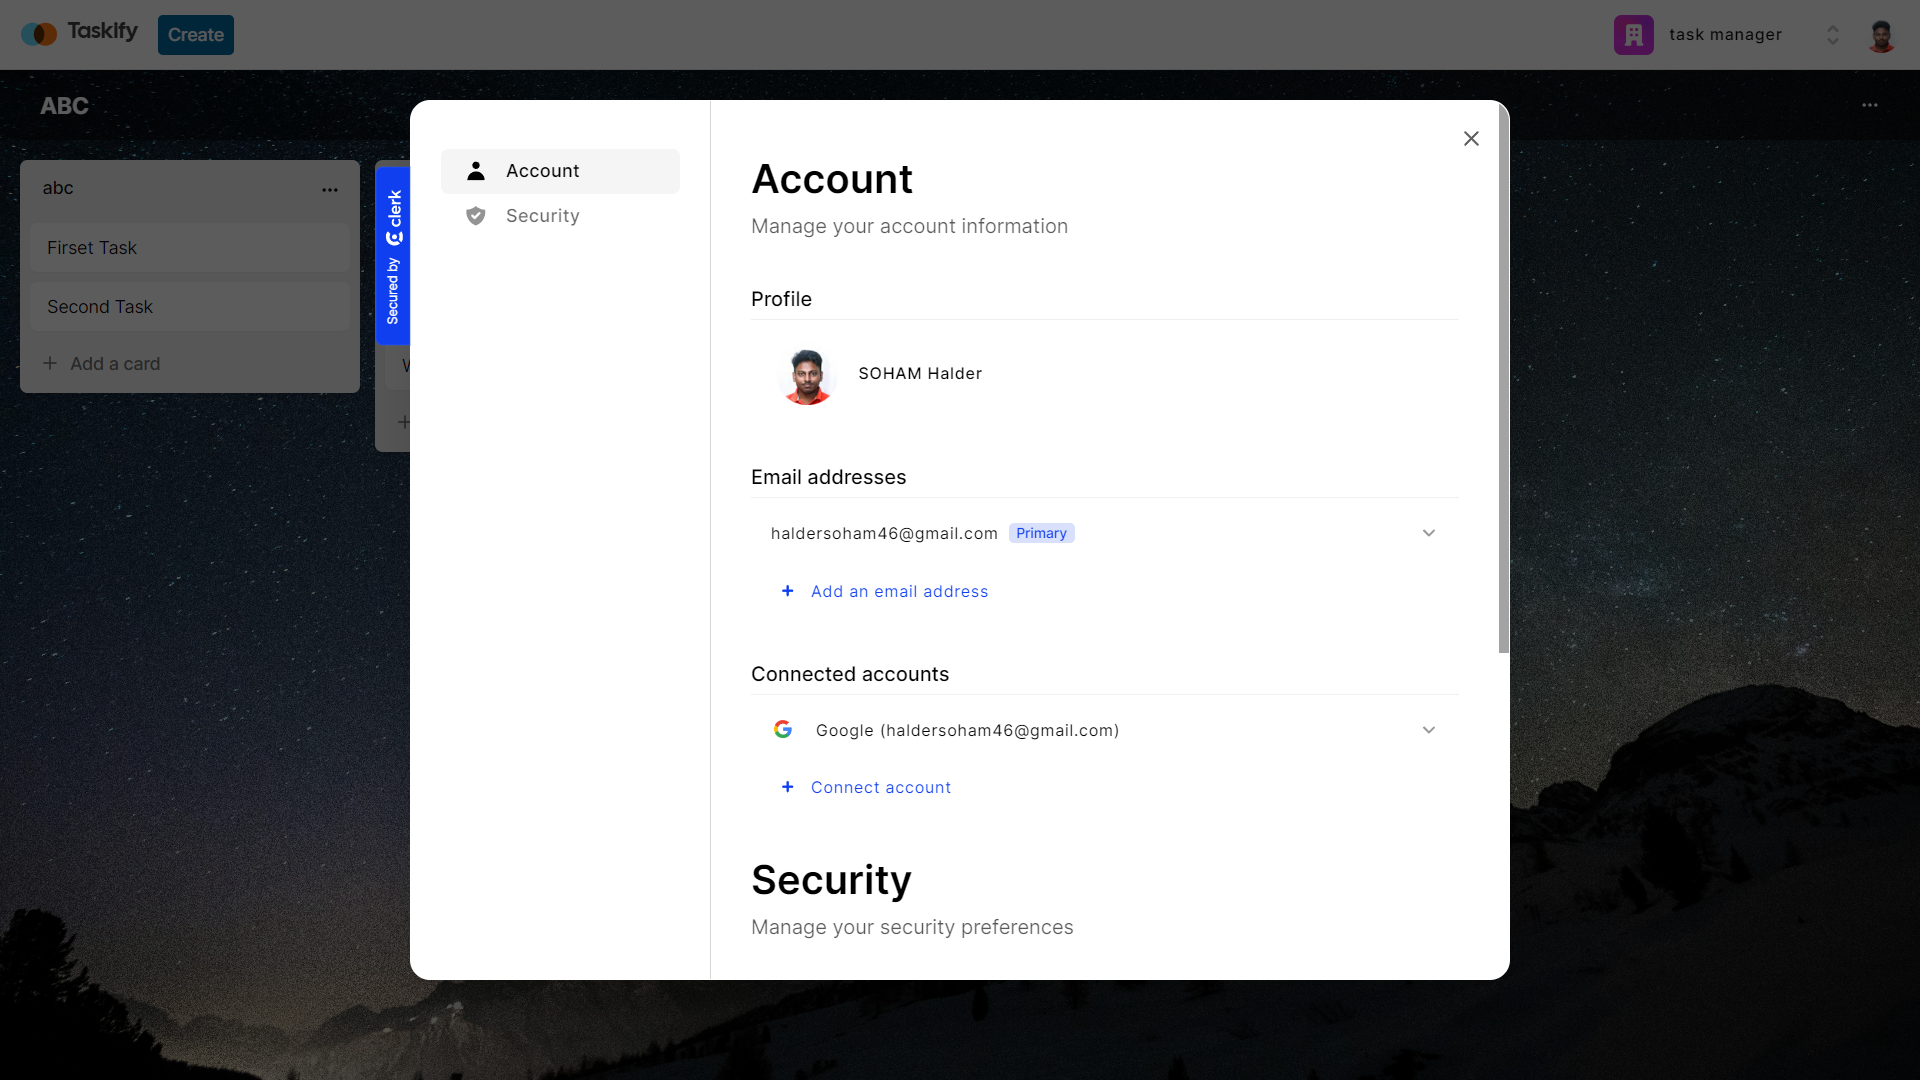 Taskify
Create
task manager
ABC
abc
Firset Task
Second Task
Add a card
Secured by clerk
Account
Security
Account
Manage your account information
Profile
SOHAM Halder
Email addresses
haldersoham46@gmail.com Primary
Add an email address
Connected accounts
Google (haldersoham46@gmail.com)
Connect account
Security
Manage your security preferences